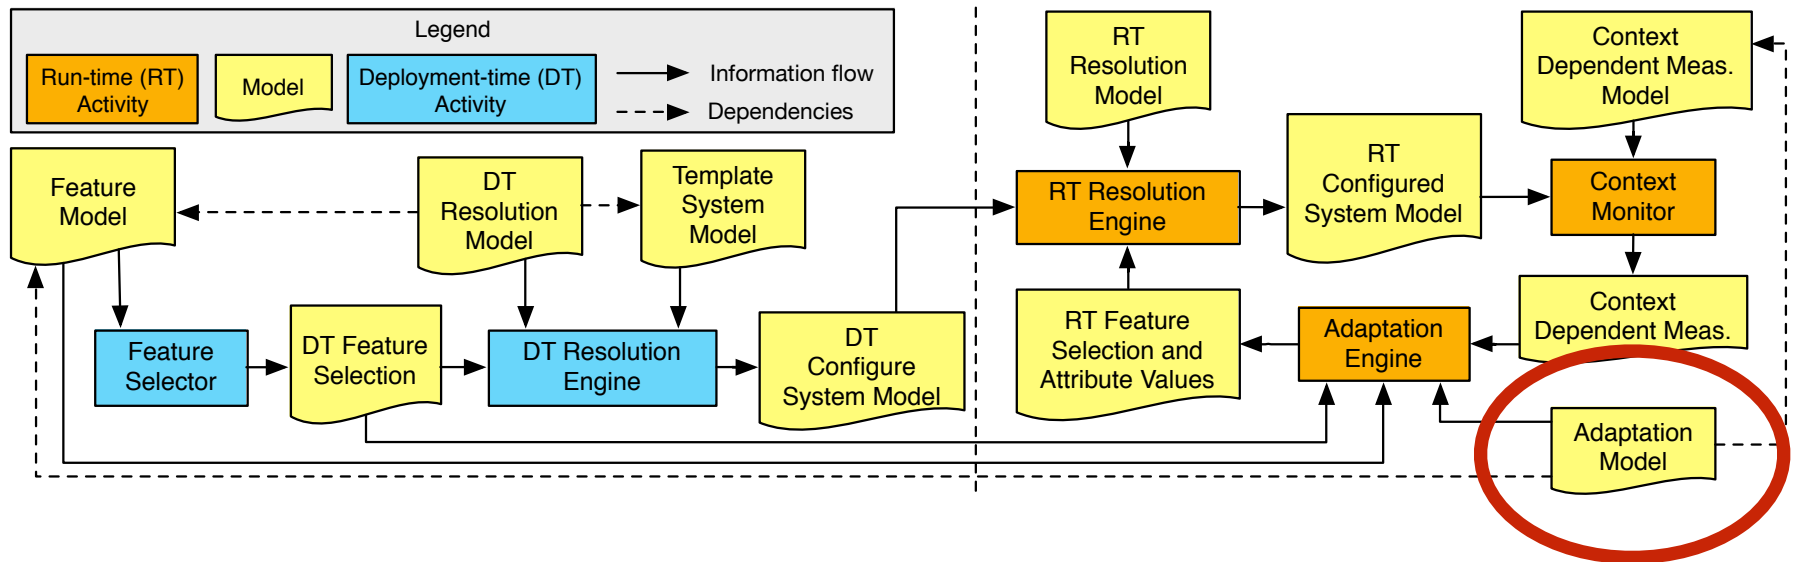 Legend
Run-time (RT)
Activity
Model
Deployment-time (DT)
Activity
Information flow
Dependencies
Feature
Model
DT
Resolution
Model
Template
System
Model
Feature
Selector
DT Feature
Selection
DT Resolution
Engine
DT
Configure
System Model
RT
Resolution
Model
Context
Dependent Meas.
Model
RT Resolution
Engine
RT
Configured
System Model
Context
Monitor
RT Feature
Selection and
Attribute Values
Adaptation
Engine
Context
Dependent Meas.
Adaptation
Model